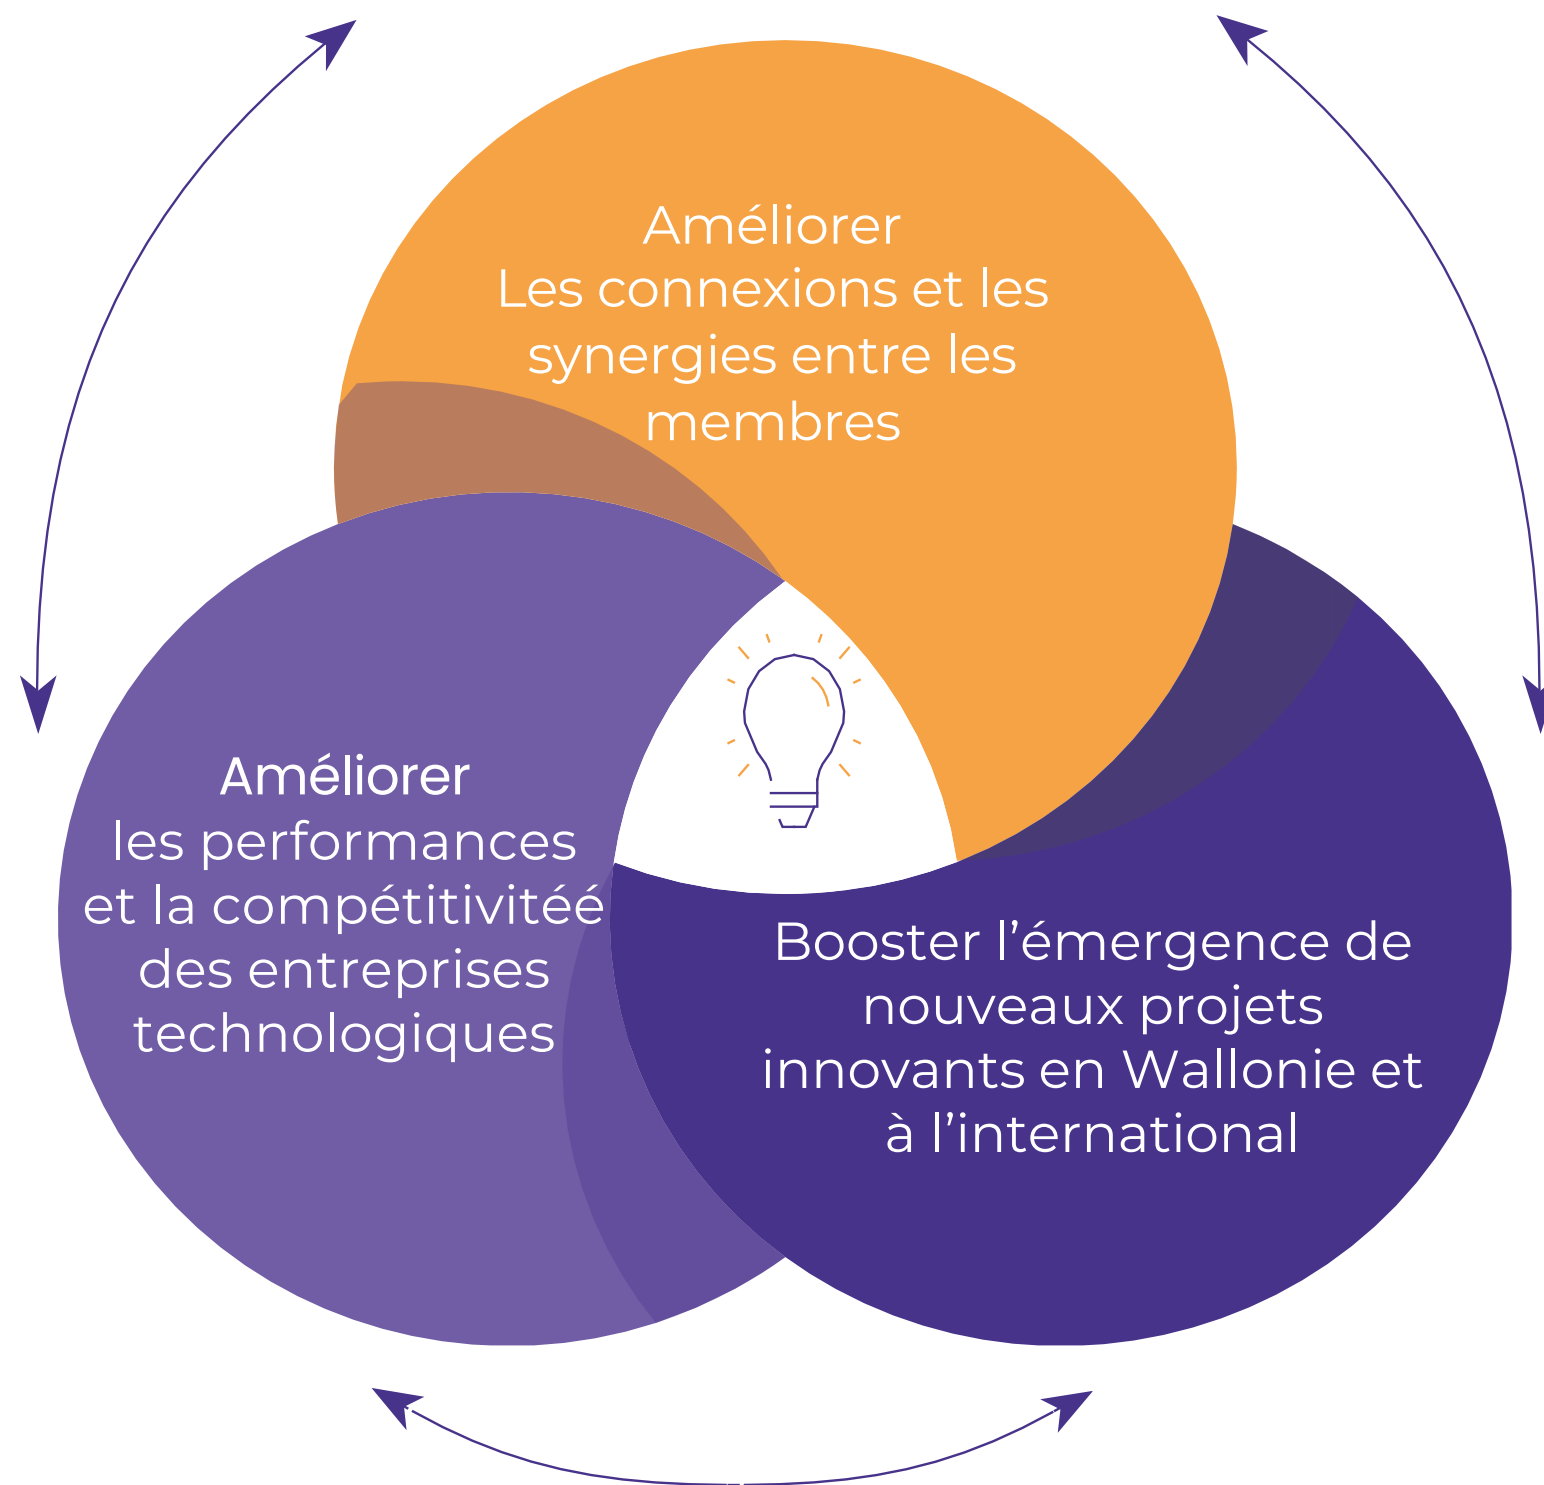 Améliorer
Les connexions et les
synergies entre les
membres
Améliorer
les performances
et la compétitivitéé
des entreprises
technologiques
Booster l’émergence de
nouveaux projets
innovants en Wallonie et
à l’international